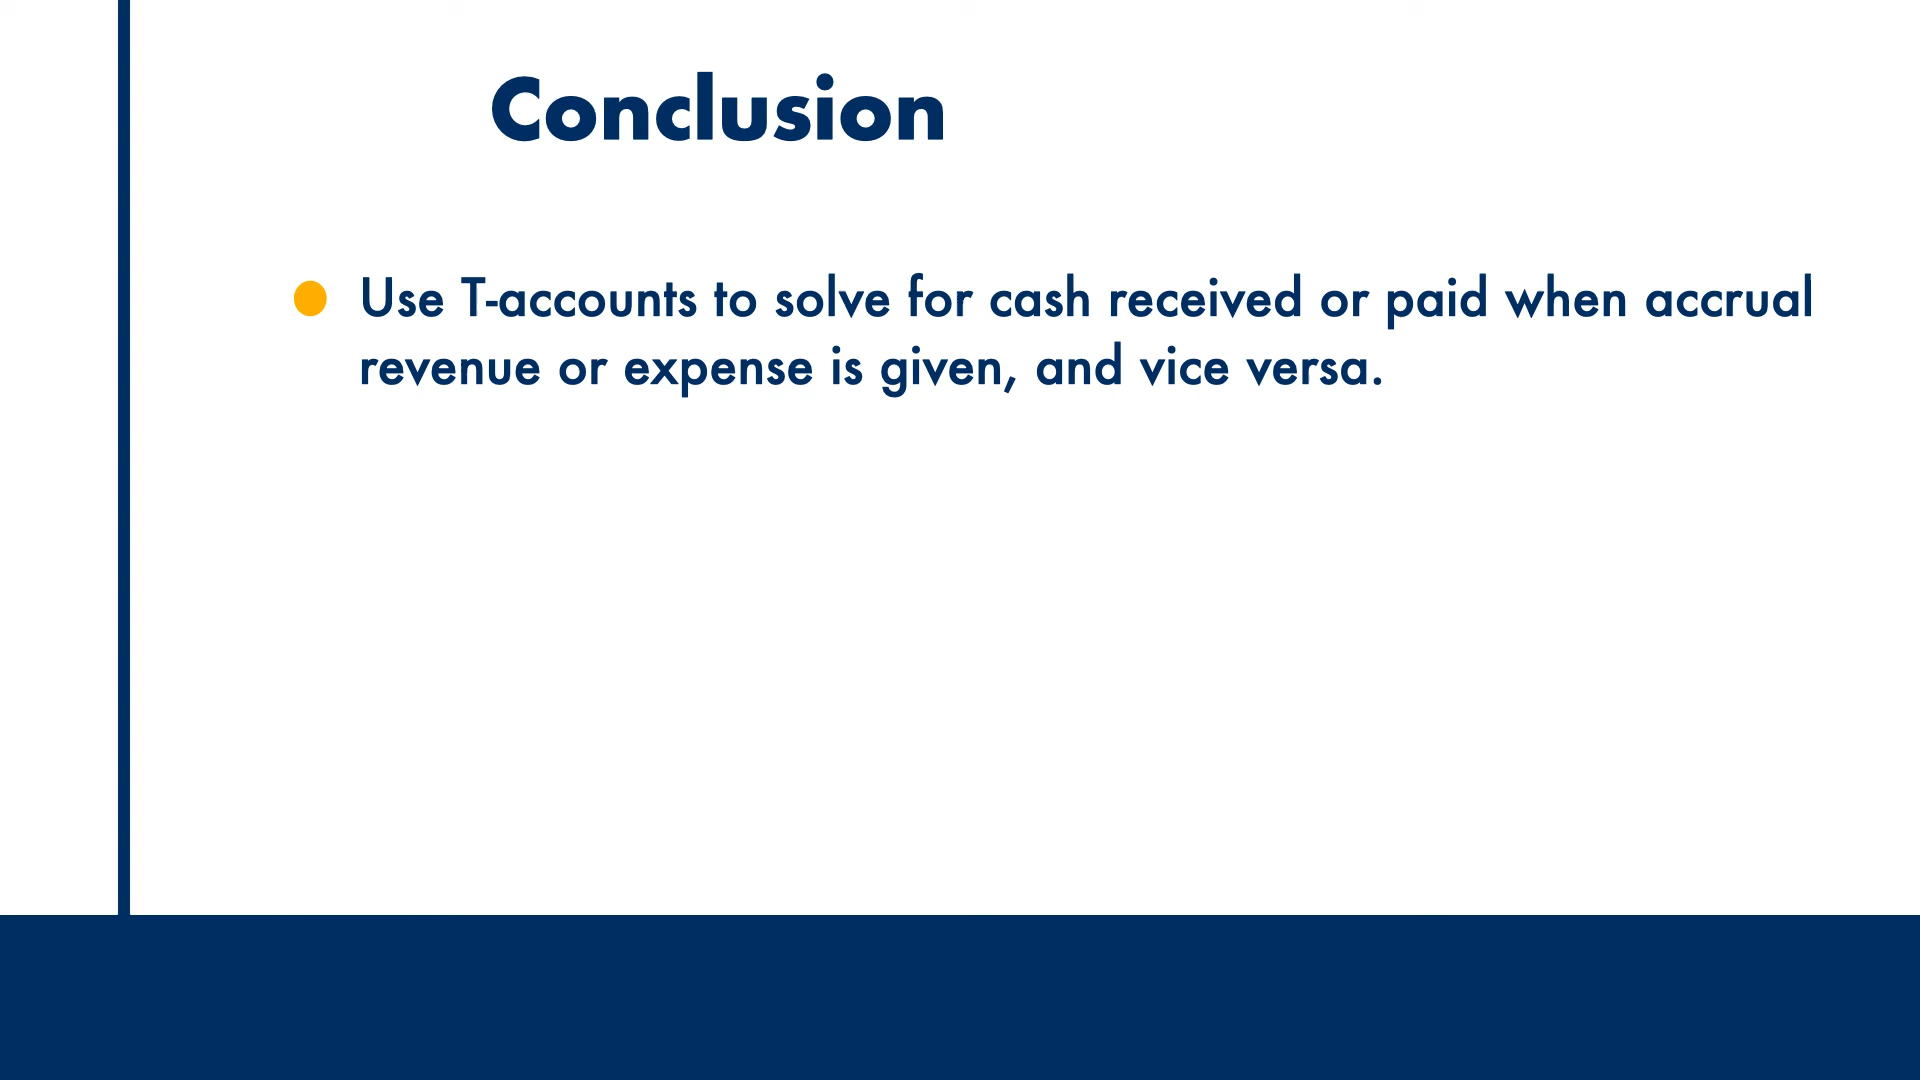 Conclusion
Use T-accounts to solve for cash received or paid when accrual
revenue or expense is given, and vice versa.